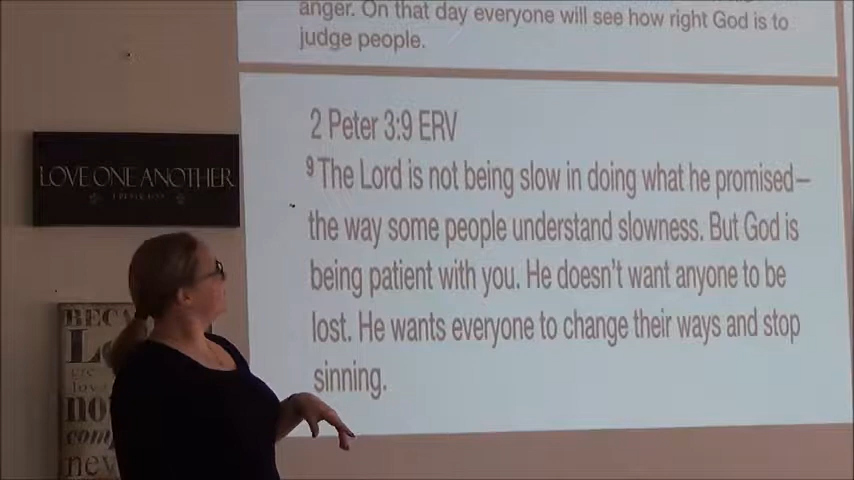 anger. On that day everyone will see how right God is to
judge people.
2 Peter 3:9 ERV
9 The Lord is not being slow in doing what he promised—
the way some people understand slowness. But God is
being patient with you. He doesn't want anyone to be
lost. He wants everyone to change their ways and stop
sinning.
LOVE ONE ANOTHER